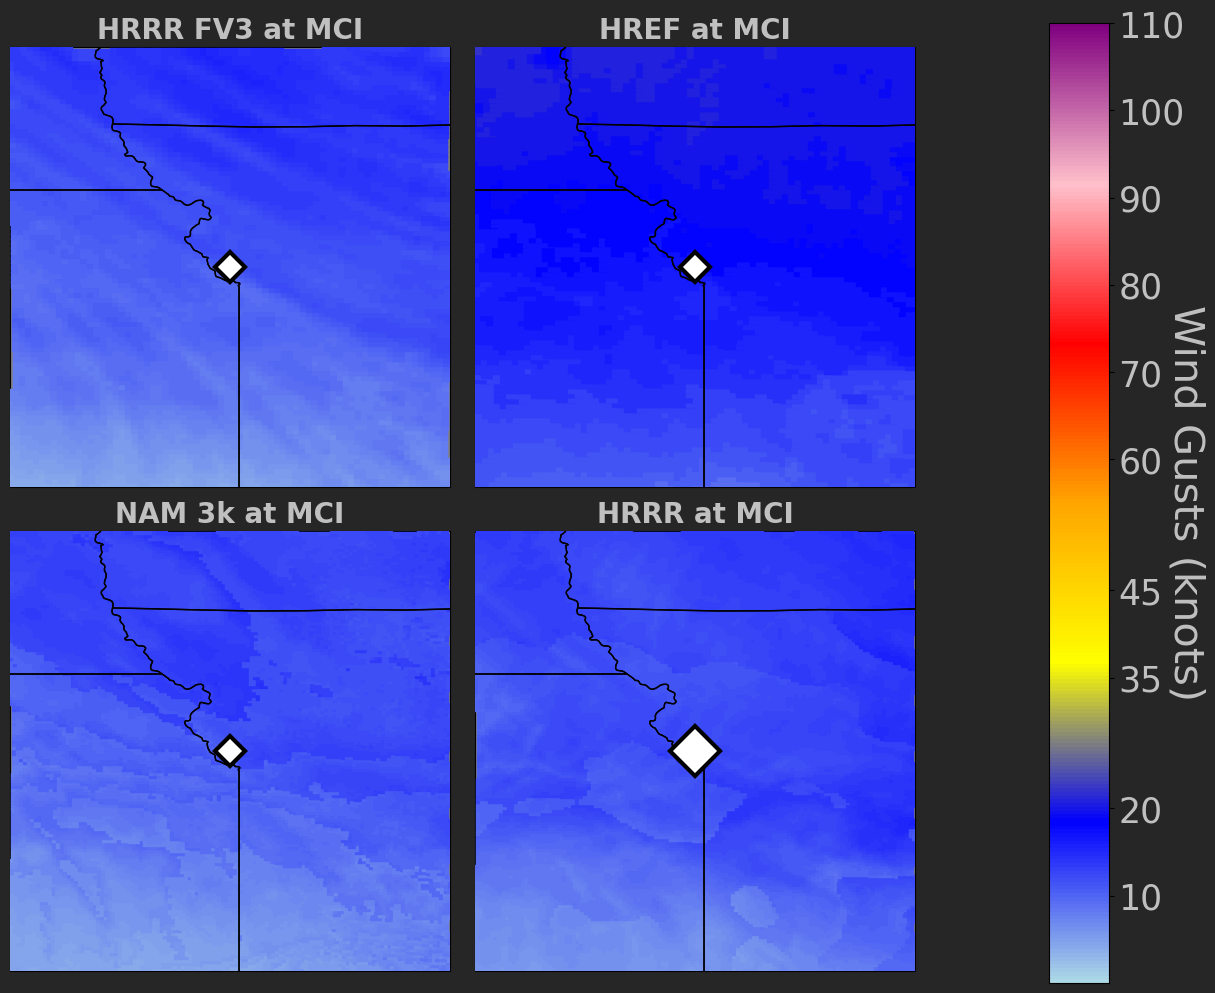 HRRR FV3 at MCI
HREF at MCI
NAM 3k at MCI
HRRR at MCI
110
100
90
80
70
60
45
35
20
10
Wind Gusts (knots)